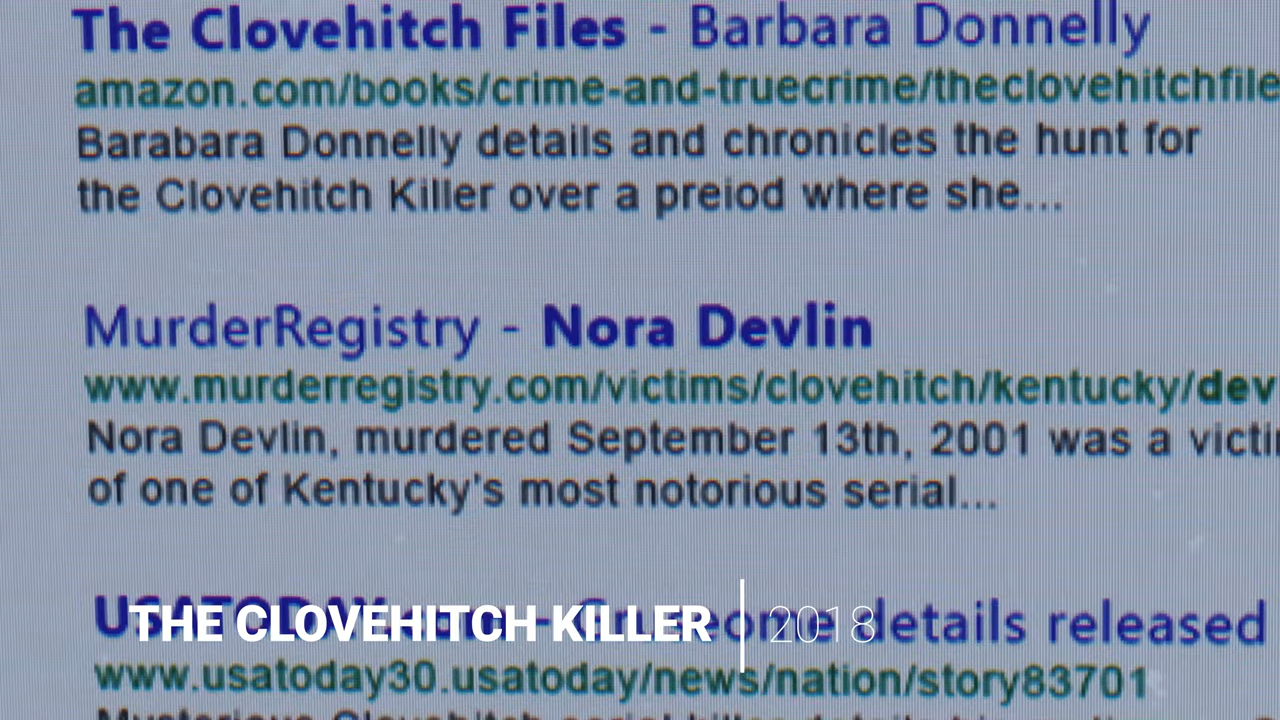 The Clovehitch Files - Barbara Donnelly
amazon.com/books/crime-and-truecrime/theclovehitchfile
Barabara Donnelly details and chronicles the hunt for
the Clovehitch Killer over a preiod where she...
MurderRegistry - Nora Devlin
www.murderregistry.com/victims/clovehitch/kentucky/dev
Nora Devlin, murdered September 13th, 2001 was a victi
of one of Kentucky's most notorious serial...
details released
THE CLOVEHITCH KILLER 2018
www.usatoday30.usatoday/news/nation/story83701